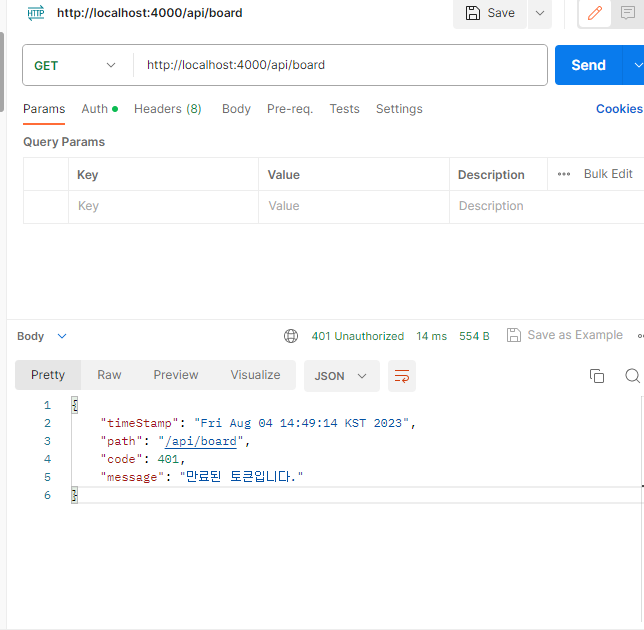 HTTP http://localhost:4000/api/board Save
GET http://localhost:4000/api/board Send
Params Auth Headers (8) Body Pre-req. Tests Settings Cookies
Query Params
Key Value Description Bulk Edit
Key Value Description
Body 401 Unauthorized 14 ms 554 B Save as Example
Pretty Raw Preview Visualize JSON
1 {
2 "timeStamp": "Fri Aug 04 14:49:14 KST 2023",
3 "path": "/api/board",
4 "code": 401,
5 "message": "만료된 토큰입니다."
6 }